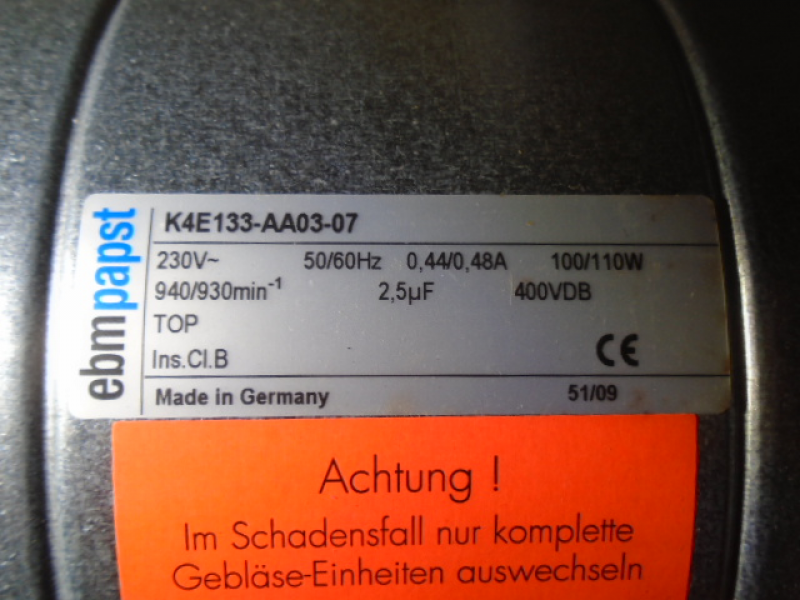 ebmpapst
K4E133-AA03-07
230V~ 50/60Hz 0,44/0,48A 100/110W
940/930min-1 2,5µF 400VDB
TOP
Ins.Cl.B CE
Made in Germany 51/09
Achtung !
Im Schadensfall nur komplette
Gebläse-Einheiten auswechseln